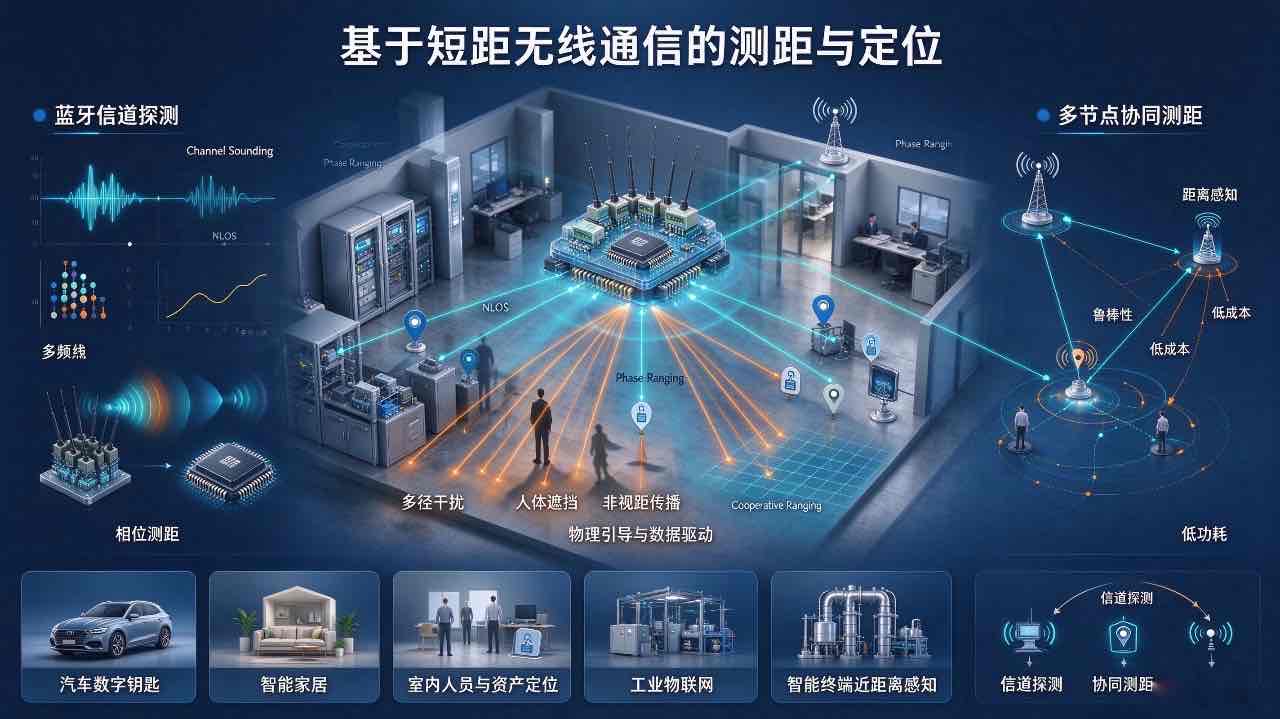 基于短距无线通信的测距与定位
蓝牙信道探测
Channel Sounding
NLOS
多频线
相位测距
Phase Ranging
NLOS
Phase Ranging
多径干扰
人体遮挡
非视距传播
Cooperative Ranging
物理引导与数据驱动
Phase Rangin
多节点协同测距
距离感知
鲁棒性
低成本
低成本
低功耗
汽车数字钥匙
智能家居
室内人员与资产定位
工业物联网
智能终端近距离感知
信道探测
信道探测
协同测距